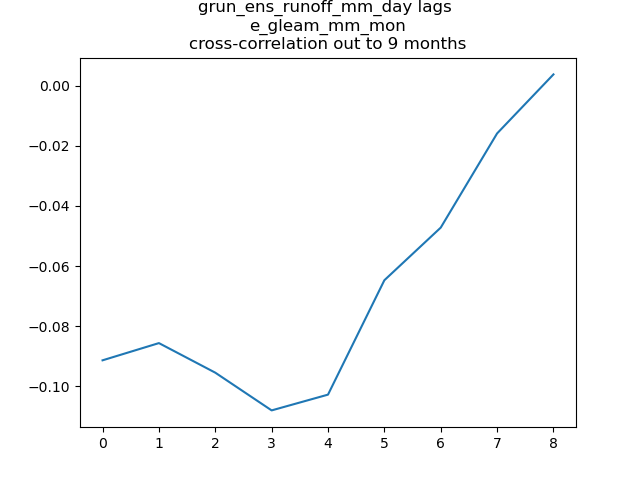 grun_ens_runoff_mm_day lags
e_gleam_mm_mon
cross-correlation out to 9 months
0.00
−0.02
−0.04
−0.06
−0.08
−0.10
0 1 2 3 4 5 6 7 8